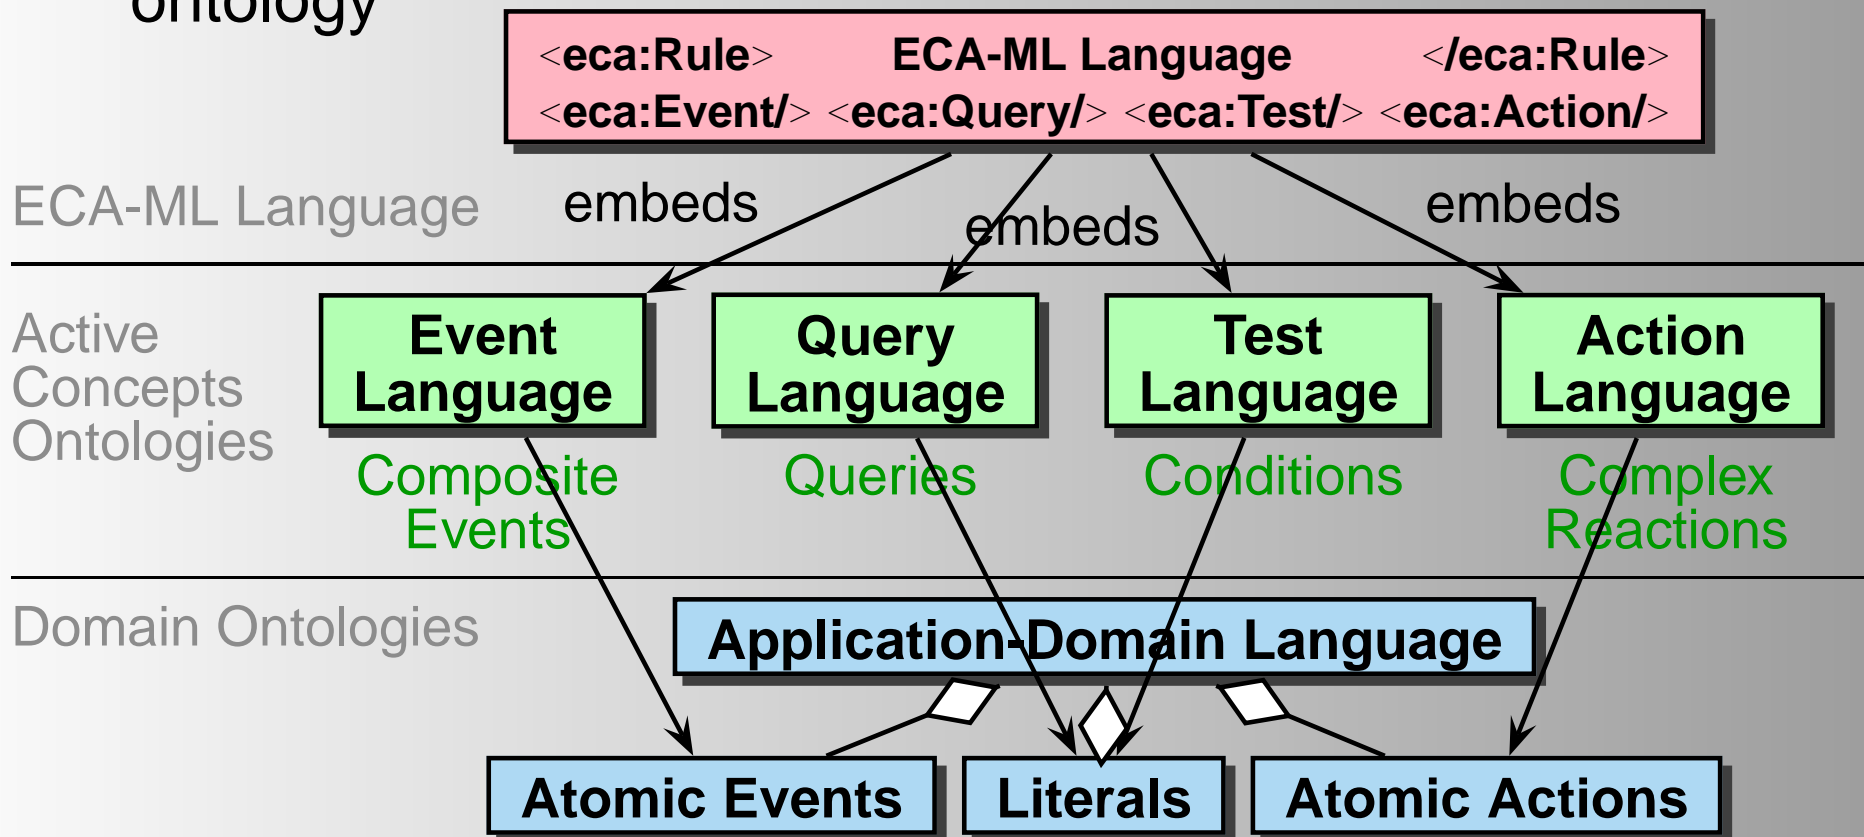 ontology
<eca:Rule> ECA-ML Language </eca:Rule>
<eca:Event/> <eca:Query/> <eca:Test/> <eca:Action/>
ECA-ML Language
embeds
embeds
embeds
Active
Concepts
Ontologies
Event
Language
Query
Language
Test
Language
Action
Language
Composite
Events
Queries
Conditions
Complex
Reactions
Domain Ontologies
Application-Domain Language
Atomic Events
Literals
Atomic Actions